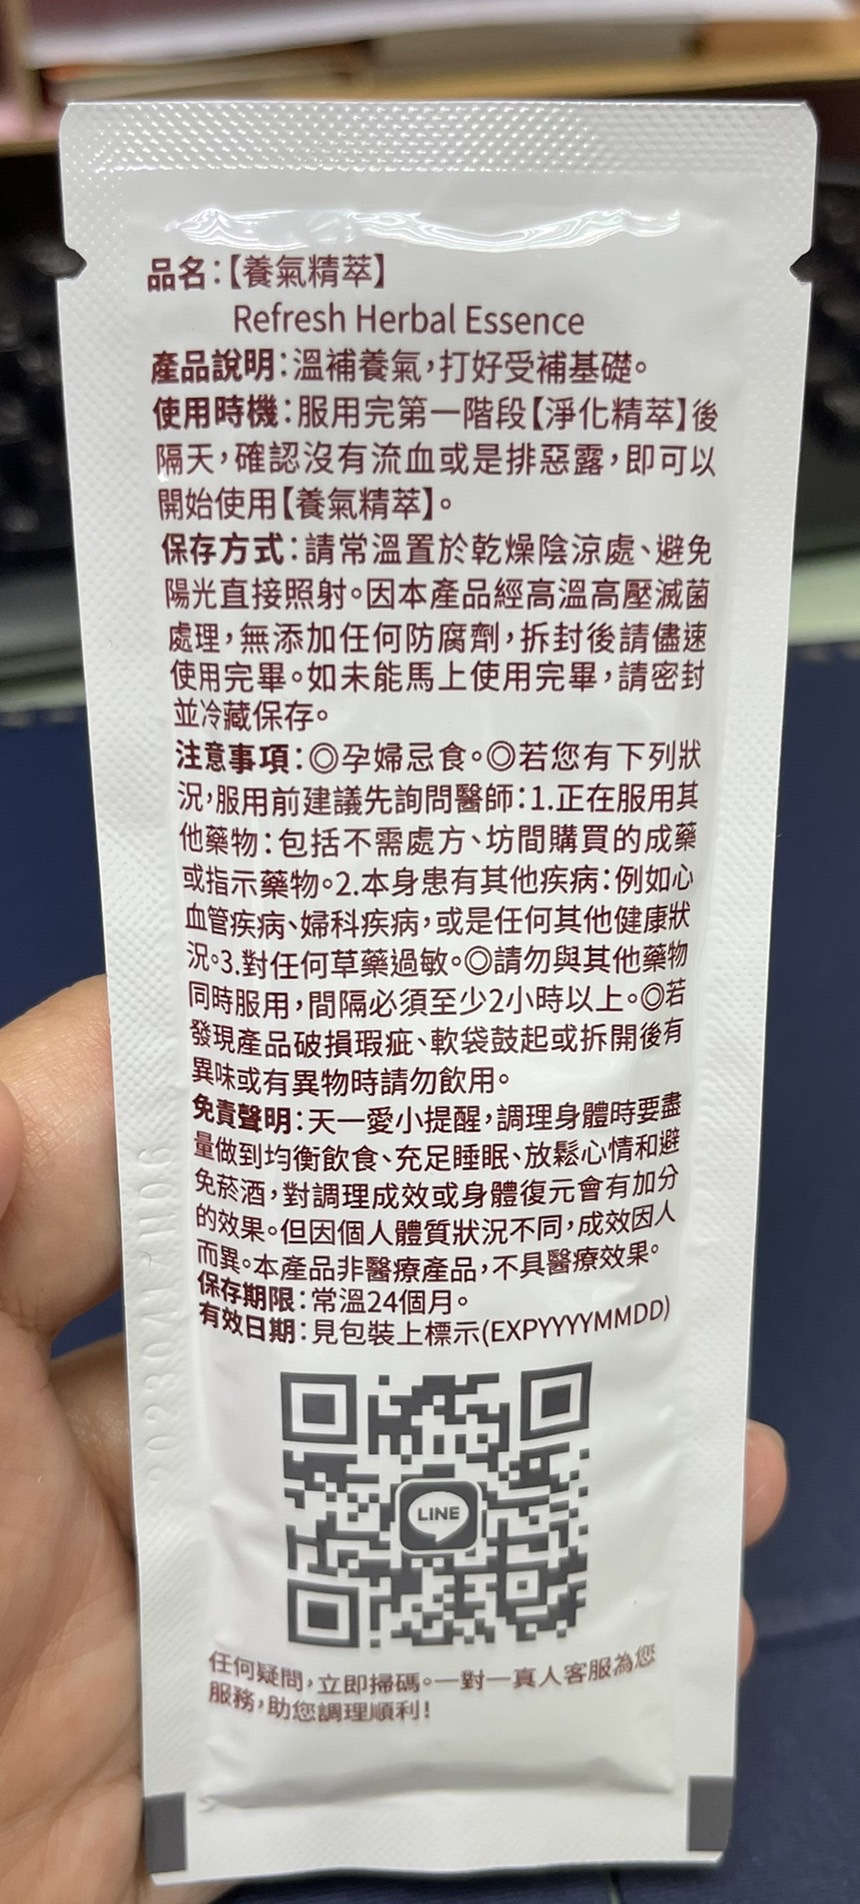 品名:【養氣精萃】
Refresh Herbal Essence
產品說明:溫補養氣,打好受補基礎。
使用時機:服用完第一階段【淨化精萃】後
隔天,確認沒有流血或是排惡露,即可以
開始使用【養氣精萃】。
保存方式:請常溫置於乾燥陰涼處、避免
陽光直接照射。因本產品經高溫高壓滅菌
處理,無添加任何防腐劑,拆封後請儘速
使用完畢。如未能馬上使用完畢,請密封
並冷藏保存。
注意事項:◎孕婦忌食。◎若您有下列狀
況,服用前建議先詢問醫師:1.正在服用其
他藥物:包括不需處方、坊間購買的成藥
或指示藥物。2.本身患有其他疾病:例如心
血管疾病、婦科疾病,或是任何其他健康狀
況。3.對任何草藥過敏。◎請勿與其他藥物
同時服用,間隔必須至少2小時以上。◎若
發現產品破損瑕疵、軟袋鼓起或拆開後有
異味或有異物時請勿飲用。
免責聲明:天一愛小提醒,調理身體時要盡
量做到均衡飲食、充足睡眠、放鬆心情和避
免菸酒,對調理成效或身體復元會有加分
的效果。但因個人體質狀況不同,成效因人
而異。本產品非醫療產品,不具醫療效果。
保存期限:常溫24個月。
有效日期:見包裝上標示(EXPYYYYMMDD)
LINE
任何疑問,立即掃碼。一對一真人客服為您
服務,助您調理順利!